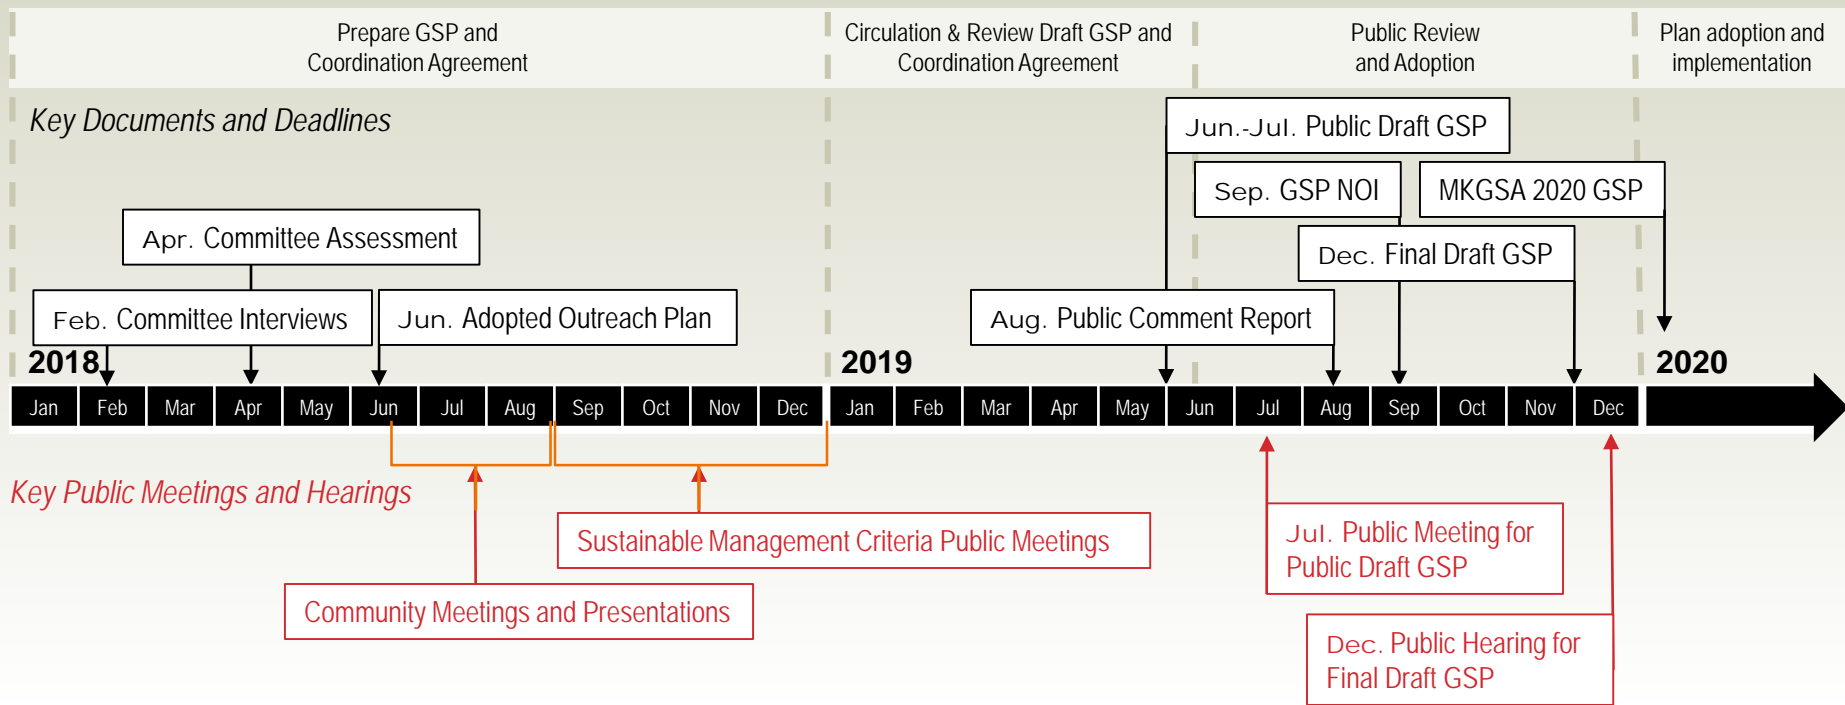 Prepare GSP and
Coordination Agreement
Circulation & Review Draft GSP and
Coordination Agreement
Public Review
and Adoption
Plan adoption and
implementation
Key Documents and Deadlines
Jun.-Jul. Public Draft GSP
Sep. GSP NOI
MKGSA 2020 GSP
Apr. Committee Assessment
Dec. Final Draft GSP
Feb. Committee Interviews
Jun. Adopted Outreach Plan
Aug. Public Comment Report
2018
2019
2020
Jan Feb Mar Apr May Jun Jul Aug Sep Oct Nov Dec Jan Feb Mar Apr May Jun Jul Aug Sep Oct Nov Dec
Key Public Meetings and Hearings
Sustainable Management Criteria Public Meetings
Jul. Public Meeting for
Public Draft GSP
Community Meetings and Presentations
Dec. Public Hearing for
Final Draft GSP